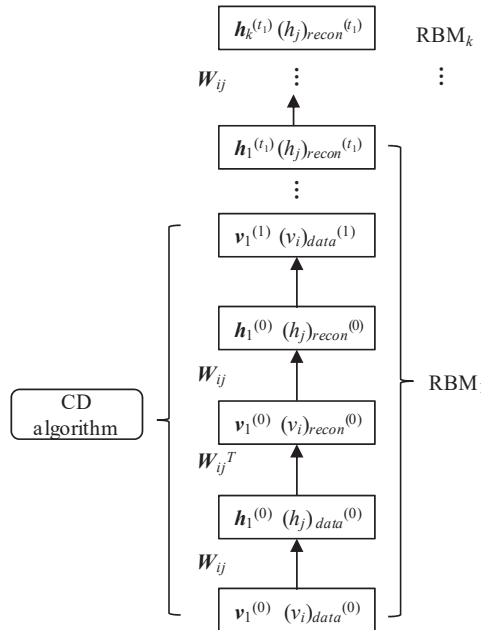 h_k^(t_1) (h_j)_recon^(t_1) RBM_k
W_ij ⋮ ⋮
h_1^(t_1) (h_j)_recon^(t_1)
⋮
v_1^(1) (v_i)_data^(1)
h_1^(0) (h_j)_recon^(0)
W_ij
RBM
CD
algorithm
v_1^(0) (v_i)_recon^(0)
W_ij^T
h_1^(0) (h_j)_data^(0)
W_ij
v_1^(0) (v_i)_data^(0)